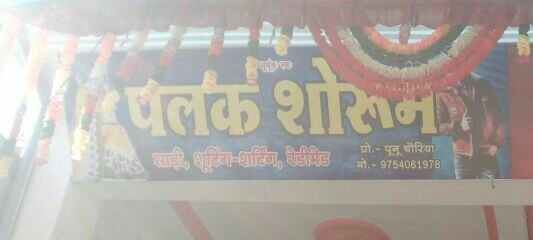 पलक शोरूम
साड़ी, शूटिंग-शर्टिंग, रेडीमेड
प्रो.- पूनू चौरिया
मो.- 9754061978